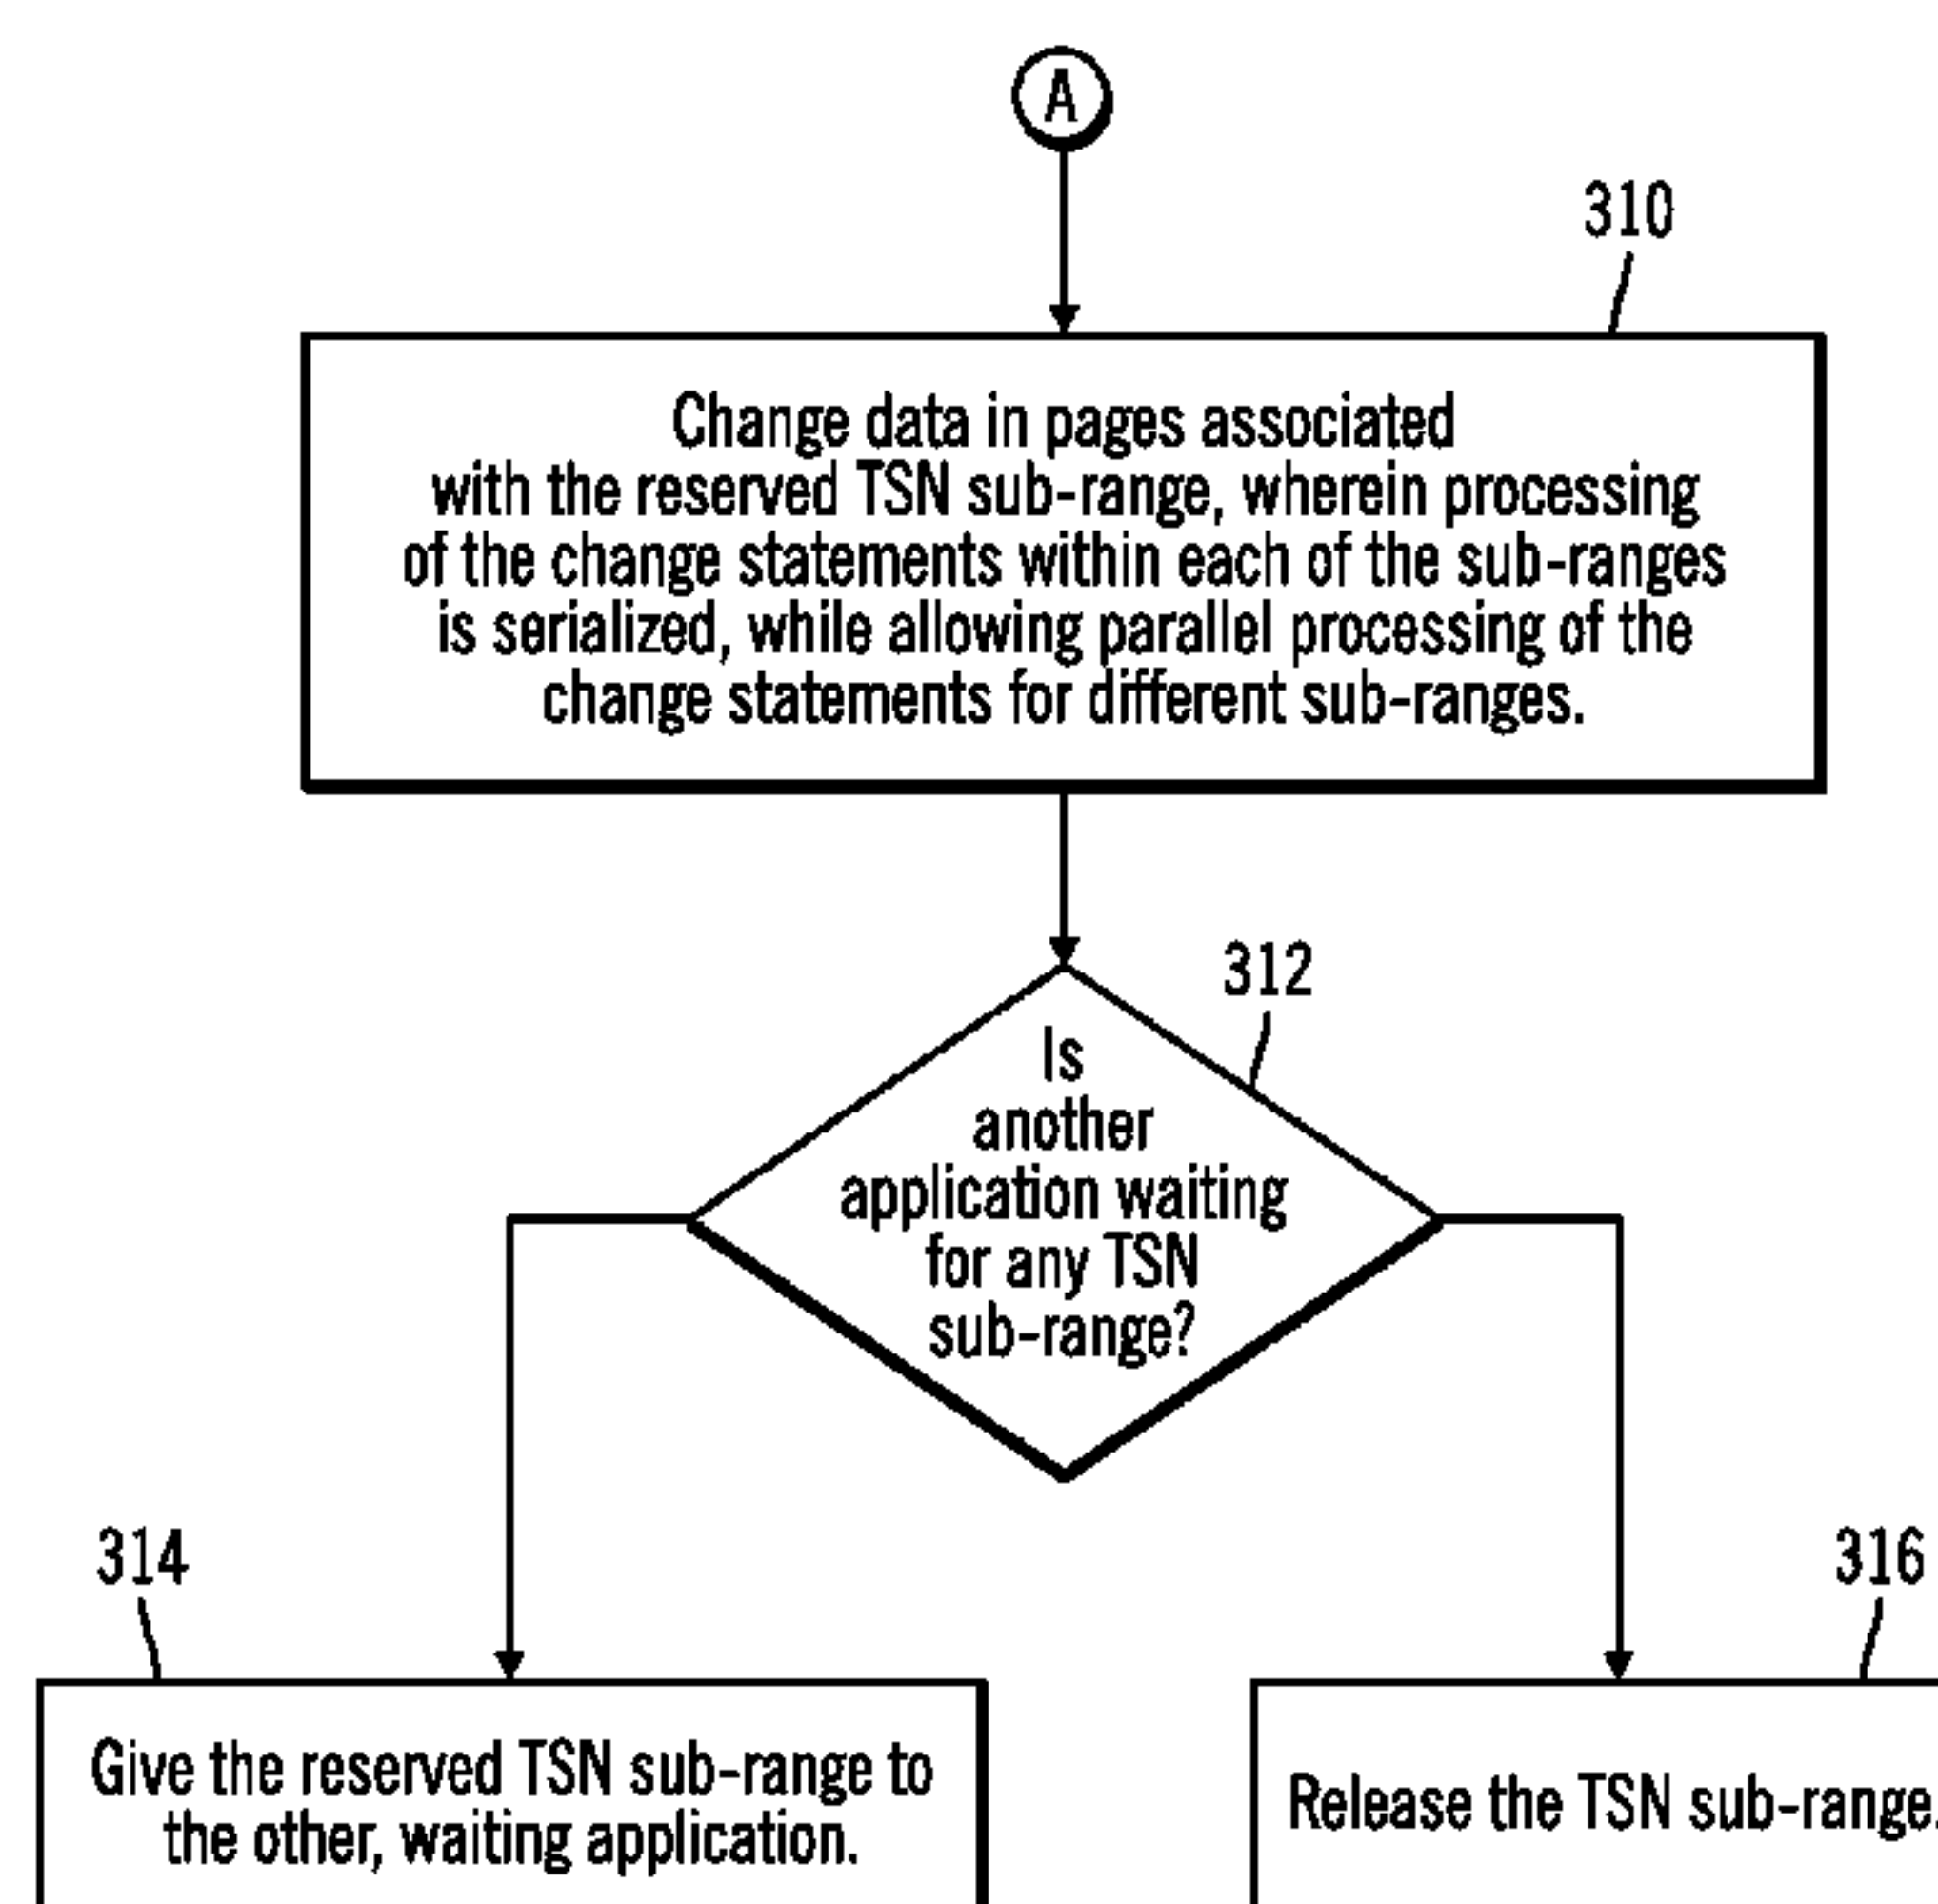 A
310
Change data in pages associated
with the reserved TSN sub-range, wherein processing
of the change statements within each of the sub-ranges
is serialized, while allowing parallel processing of the
change statements for different sub-ranges.
312
Is
another
application waiting
for any TSN
sub-range?
314
316
Give the reserved TSN sub-range to
the other, waiting application.
Release the TSN sub-range.